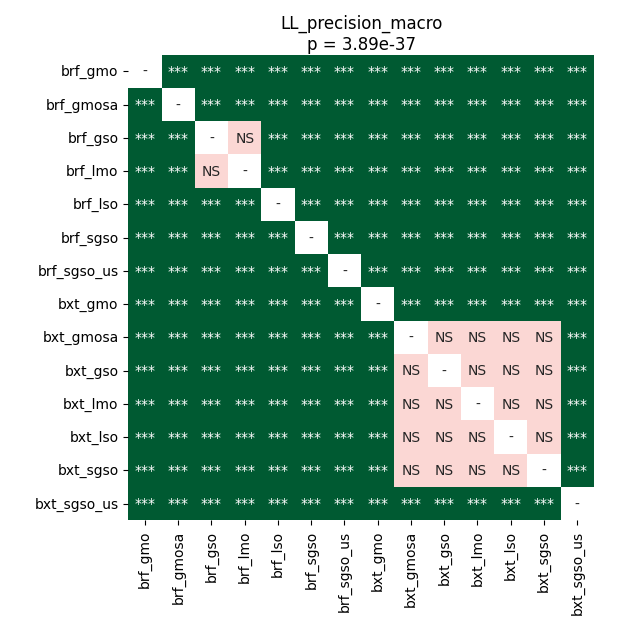 LL_precision_macro
p = 3.89e-37
brf_gmo - *** *** *** *** *** *** *** *** *** *** *** *** ***
brf_gmosa *** - *** *** *** *** *** *** *** *** *** *** *** ***
brf_gso *** *** - NS *** *** *** *** *** *** *** *** *** ***
brf_lmo *** *** NS - *** *** *** *** *** *** *** *** *** ***
brf_lso *** *** *** *** - *** *** *** *** *** *** *** *** ***
brf_sgso *** *** *** *** *** - *** *** *** *** *** *** *** ***
brf_sgso_us *** *** *** *** *** *** - *** *** *** *** *** *** ***
bxt_gmo *** *** *** *** *** *** *** - *** *** *** *** *** ***
bxt_gmosa *** *** *** *** *** *** *** *** - NS NS NS NS ***
bxt_gso *** *** *** *** *** *** *** *** NS - NS NS NS ***
bxt_lmo *** *** *** *** *** *** *** *** NS NS - NS NS ***
bxt_lso *** *** *** *** *** *** *** *** NS NS NS - NS ***
bxt_sgso *** *** *** *** *** *** *** *** NS NS NS NS - ***
bxt_sgso_us *** *** *** *** *** *** *** *** *** *** *** *** *** -
brf_gmo
brf_gmosa
brf_gso
brf_lmo
brf_lso
brf_sgso
brf_sgso_us
bxt_gmo
bxt_gmosa
bxt_gso
bxt_lmo
bxt_lso
bxt_sgso
bxt_sgso_us